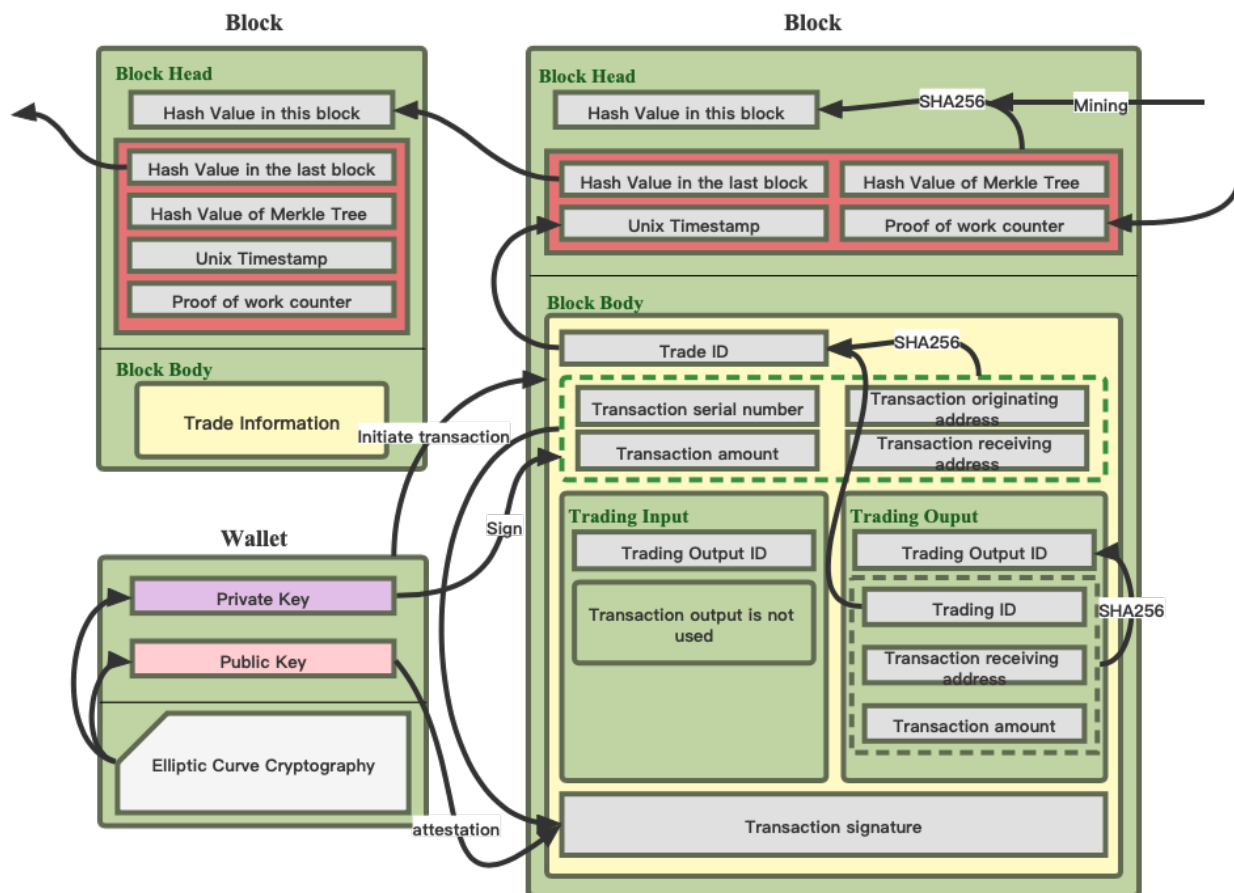 Block
Block Head
Hash Value in this block
Hash Value in the last block
Hash Value of Merkle Tree
Unix Timestamp
Proof of work counter
Block Body
Trade Information
Wallet
Private Key
Public Key
Elliptic Curve Cryptography
Initiate transaction
Sign
attestation
Block
Block Head
Hash Value in this block
SHA256
Mining
Hash Value in the last block
Hash Value of Merkle Tree
Unix Timestamp
Proof of work counter
Block Body
Trade ID
SHA256
Transaction serial number
Transaction originating
address
Transaction amount
Transaction receiving
address
Trading Input
Trading Output ID
Transaction output is not
used
Trading Ouput
Trading Output ID
Trading ID
SHA256
Transaction receiving
address
Transaction amount
Transaction signature